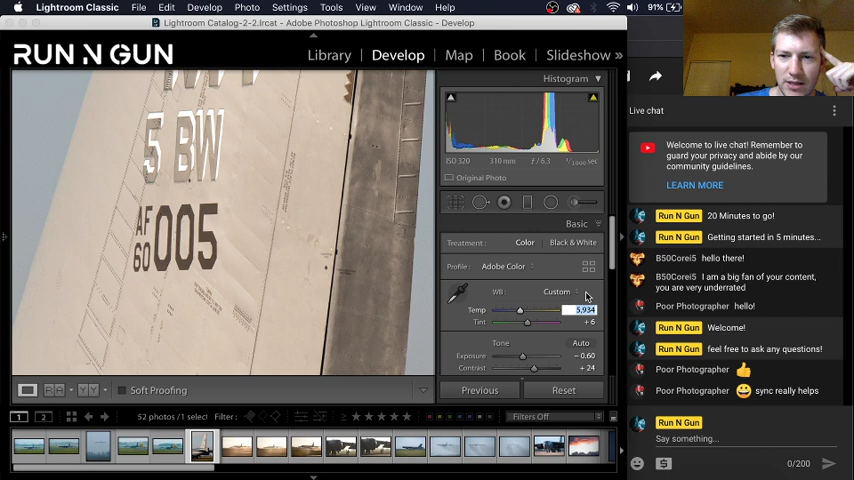 Lightroom Classic File Edit Develop Photo Settings Tools View Window Help 91%
Lightroom Catalog-2-2.lrcat - Adobe Photoshop Lightroom Classic - Develop
RUN N GUN Library Develop Map Book Slideshow »
Histogram
ISO 320 310 mm ƒ / 6.3 1/1000 sec
Original Photo
Basic
Treatment: Color Black & White
Profile: Adobe Color
WB: Custom
Temp 5,934
Tint + 6
Tone Auto
Exposure – 0.60
Contrast + 24
Previous Reset
5 BW
AF
60 005
RA YY Soft Proofing
1 2 52 photos / 1 select Filter: Filters Off
Live chat
Welcome to live chat! Remember to
guard your privacy and abide by our
community guidelines.
LEARN MORE
Run N Gun 20 Minutes to go!
Run N Gun Getting started in 5 minutes...
B50Corei5 hello there!
B50Corei5 I am a big fan of your content,
you are very underrated
Poor Photographer hello!
Run N Gun Welcome!
Run N Gun feel free to ask any questions!
Poor Photographer 👍
Poor Photographer 😀 sync really helps
Run N Gun
Say something...
0/200